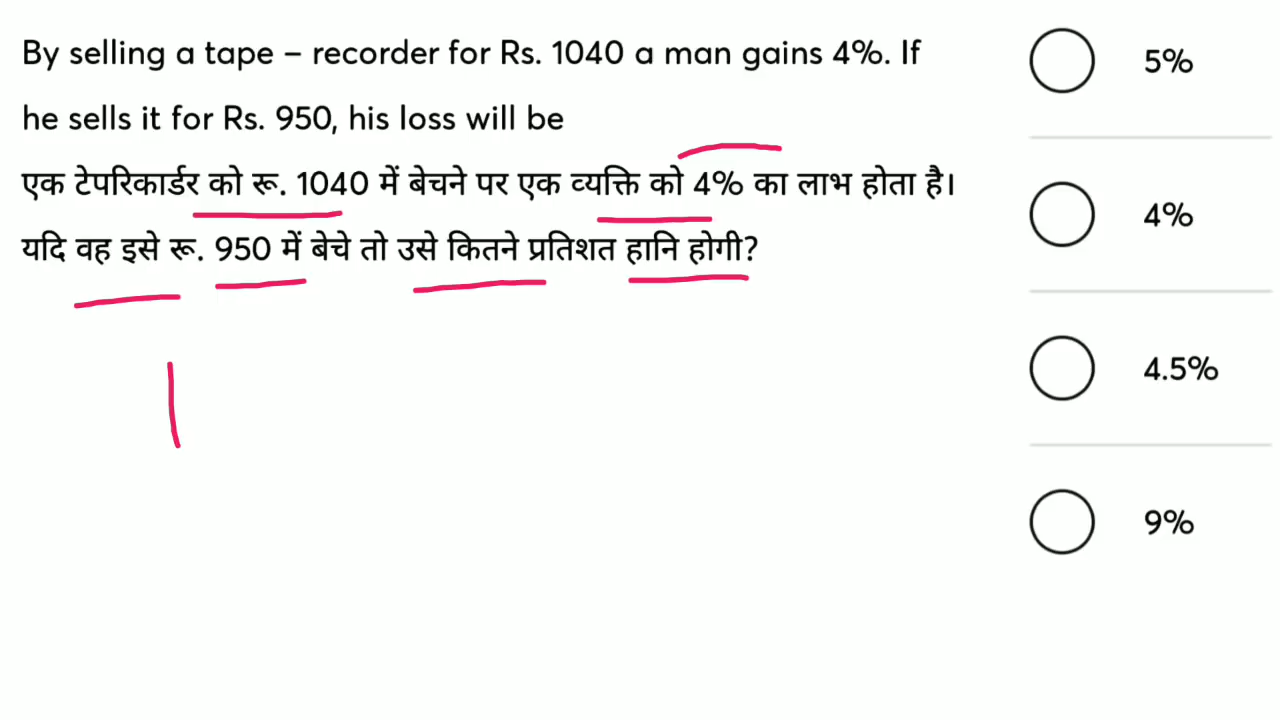 By selling a tape – recorder for Rs. 1040 a man gains 4%. If
he sells it for Rs. 950, his loss will be
एक टेपरिकार्डर को रू. 1040 में बेचने पर एक व्यक्ति को 4% का लाभ होता है।
यदि वह इसे रू. 950 में बेचे तो उसे कितने प्रतिशत हानि होगी?
5%
4%
4.5%
9%